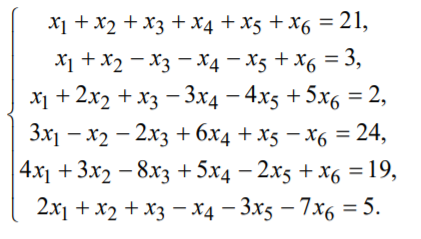 x₁ + x₂ + x₃ + x₄ + x₅ + x₆ = 21,
x₁ + x₂ − x₃ − x₄ − x₅ + x₆ = 3,
x₁ + 2x₂ + x₃ − 3x₄ − 4x₅ + 5x₆ = 2,
3x₁ − x₂ − 2x₃ + 6x₄ + x₅ − x₆ = 24,
4x₁ + 3x₂ − 8x₃ + 5x₄ − 2x₅ + x₆ = 19,
2x₁ + x₂ + x₃ − x₄ − 3x₅ − 7x₆ = 5.